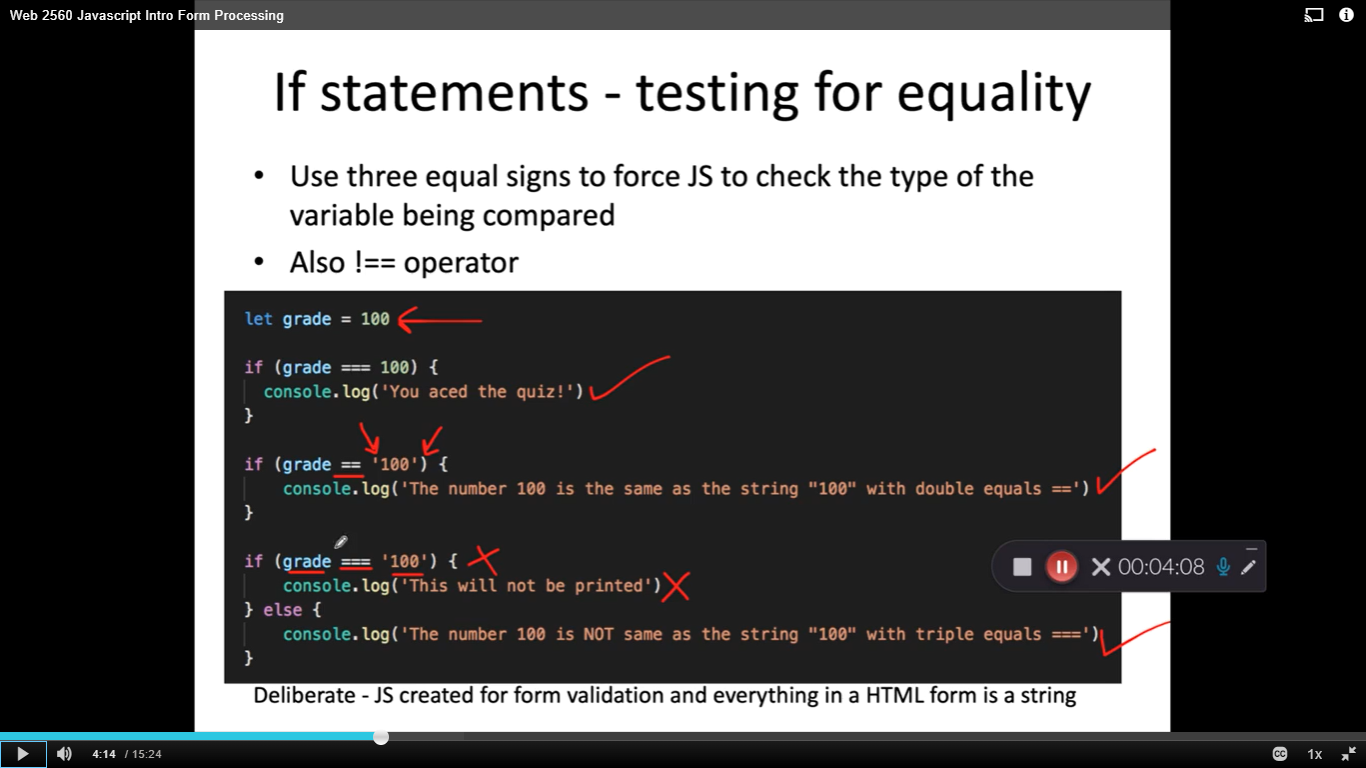 Web 2560 Javascript Intro Form Processing
If statements - testing for equality
• Use three equal signs to force JS to check the type of the
variable being compared
• Also !== operator
let grade = 100
if (grade === 100) {
console.log('You aced the quiz!')
}
if (grade == '100') {
console.log('The number 100 is the same as the string "100" with double equals ==')
}
if (grade === '100') {
console.log('This will not be printed')
} else {
console.log('The number 100 is NOT same as the string "100" with triple equals ===')
}
00:04:08
Deliberate - JS created for form validation and everything in a HTML form is a string
4:14 / 15:24
CC
1x